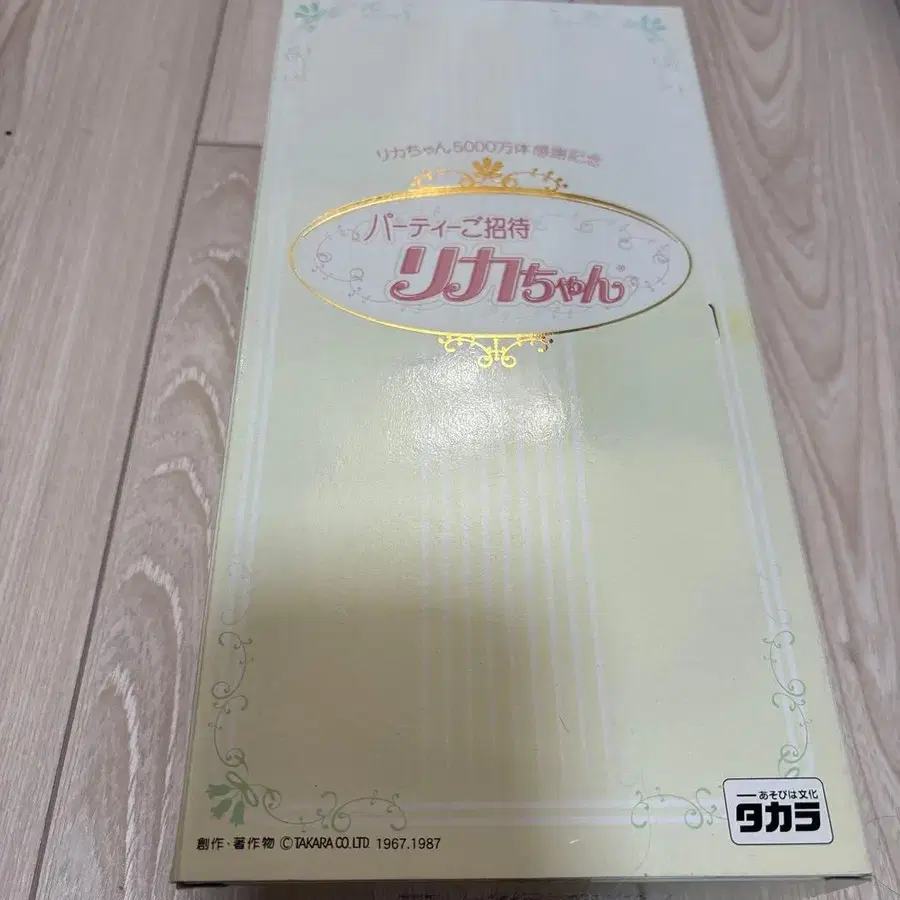 リカちゃん5000万体感謝記念
パーティーご招待
リカちゃん®
あそびは文化
タカラ
創作・著作物 ©TAKARA CO.,LTD. 1967.1987